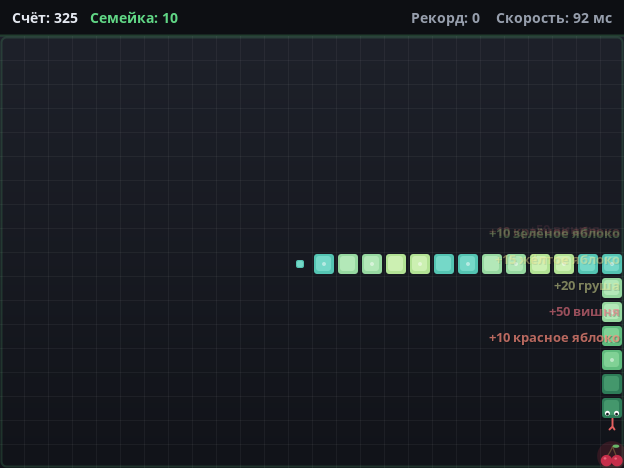 Счёт: 325 Семейка: 10 Рекорд: 0 Скорость: 92 мс
+10 зелёное яблоко
+20 груша
+50 вишня
+10 красное яблоко